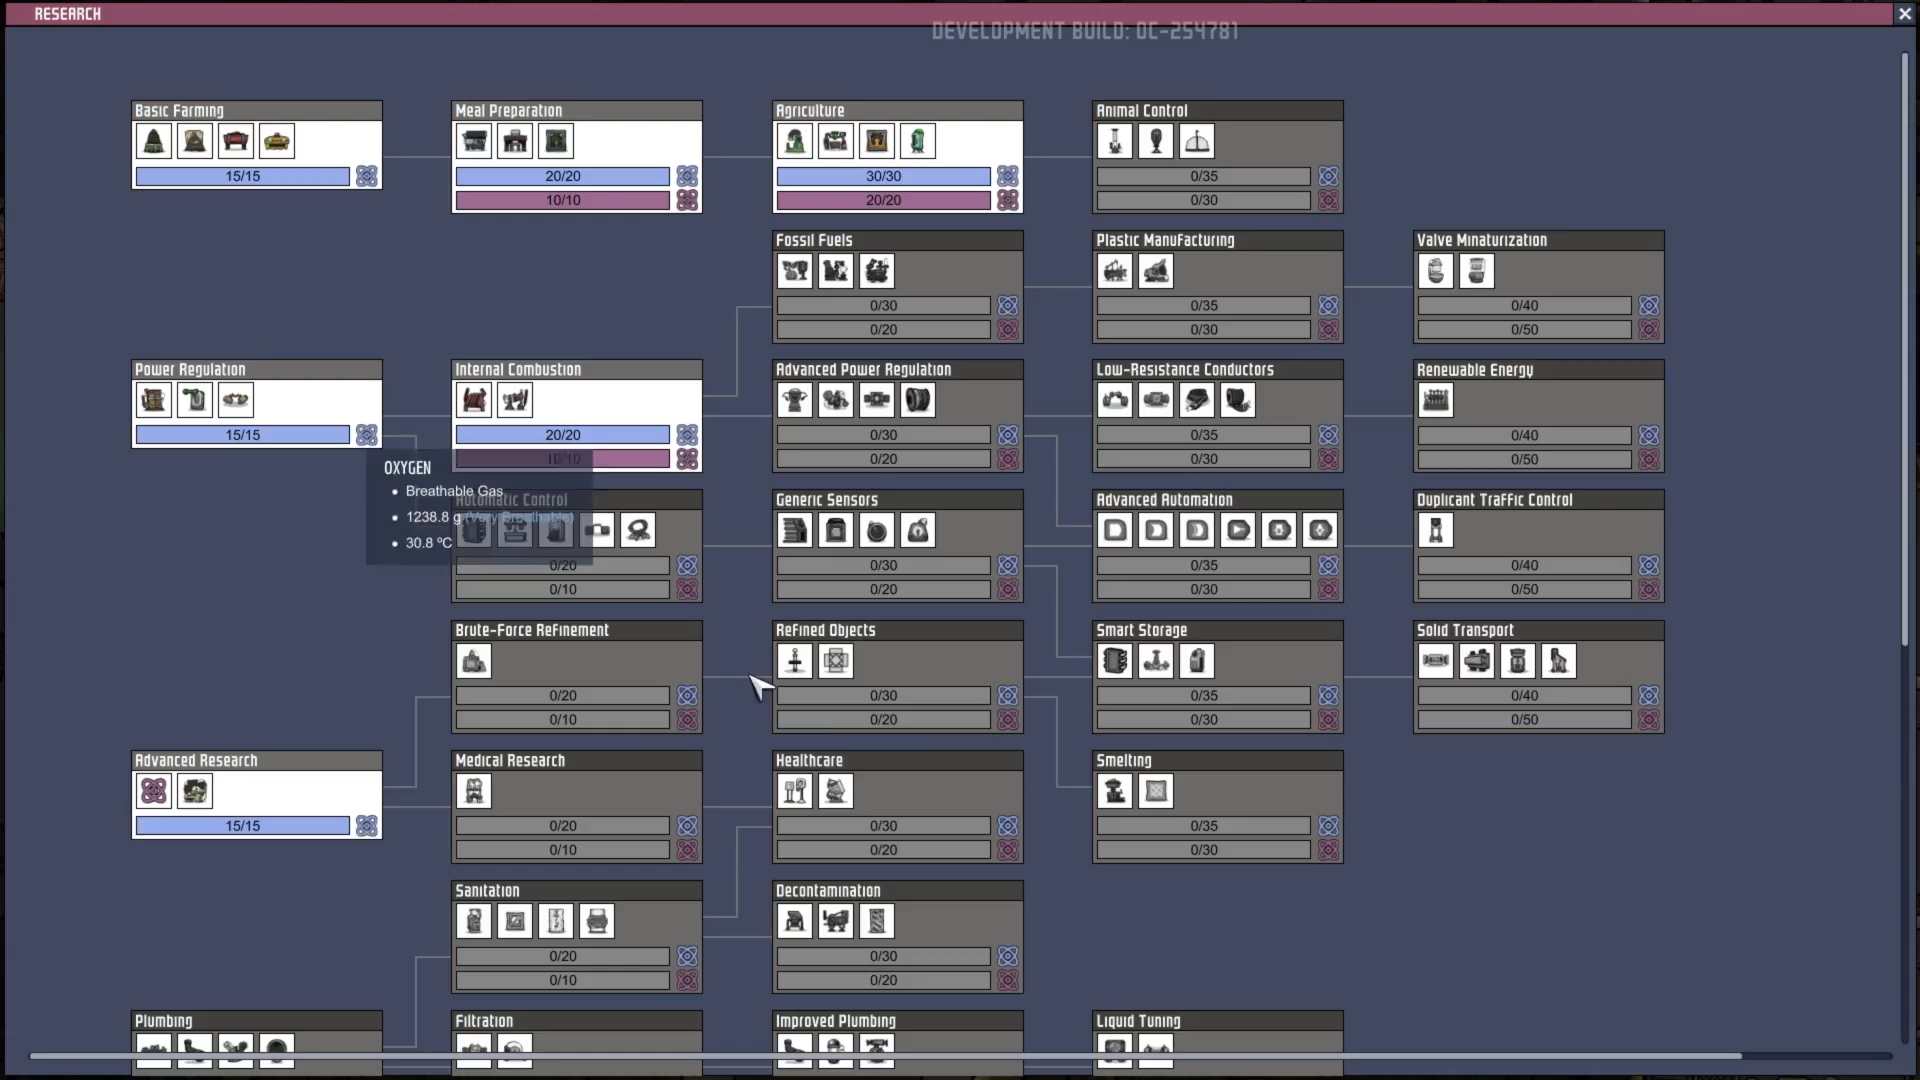 RESEARCH
DEVELOPMENT BUILD: OC-254781
Basic Farming
Meal Preparation
Agriculture
Animal Control
15/15
20/20
30/30
0/35
10/10
20/20
0/30
Fossil Fuels
Plastic Manufacturing
Valve Minaturization
0/30
0/35
0/40
0/20
0/30
0/50
Power Regulation
Internal Combustion
Advanced Power Regulation
Low-Resistance Conductors
Renewable Energy
15/15
20/20
0/30
0/35
0/40
10/10
0/20
0/30
0/50
OXYGEN
• Breathable Gas
• 1238.8 g (Very Breathable)
• 30.8 ºC
Automatic Control
Generic Sensors
Advanced Automation
Duplicant Traffic Control
0/20
0/30
0/35
0/40
0/10
0/20
0/30
0/50
Brute-Force Refinement
Refined Objects
Smart Storage
Solid Transport
0/20
0/30
0/35
0/40
0/10
0/20
0/30
0/50
Advanced Research
Medical Research
Healthcare
Smelting
15/15
0/20
0/30
0/35
0/10
0/20
0/30
Sanitation
Decontamination
0/20
0/30
0/10
0/20
Plumbing
Filtration
Improved Plumbing
Liquid Tuning